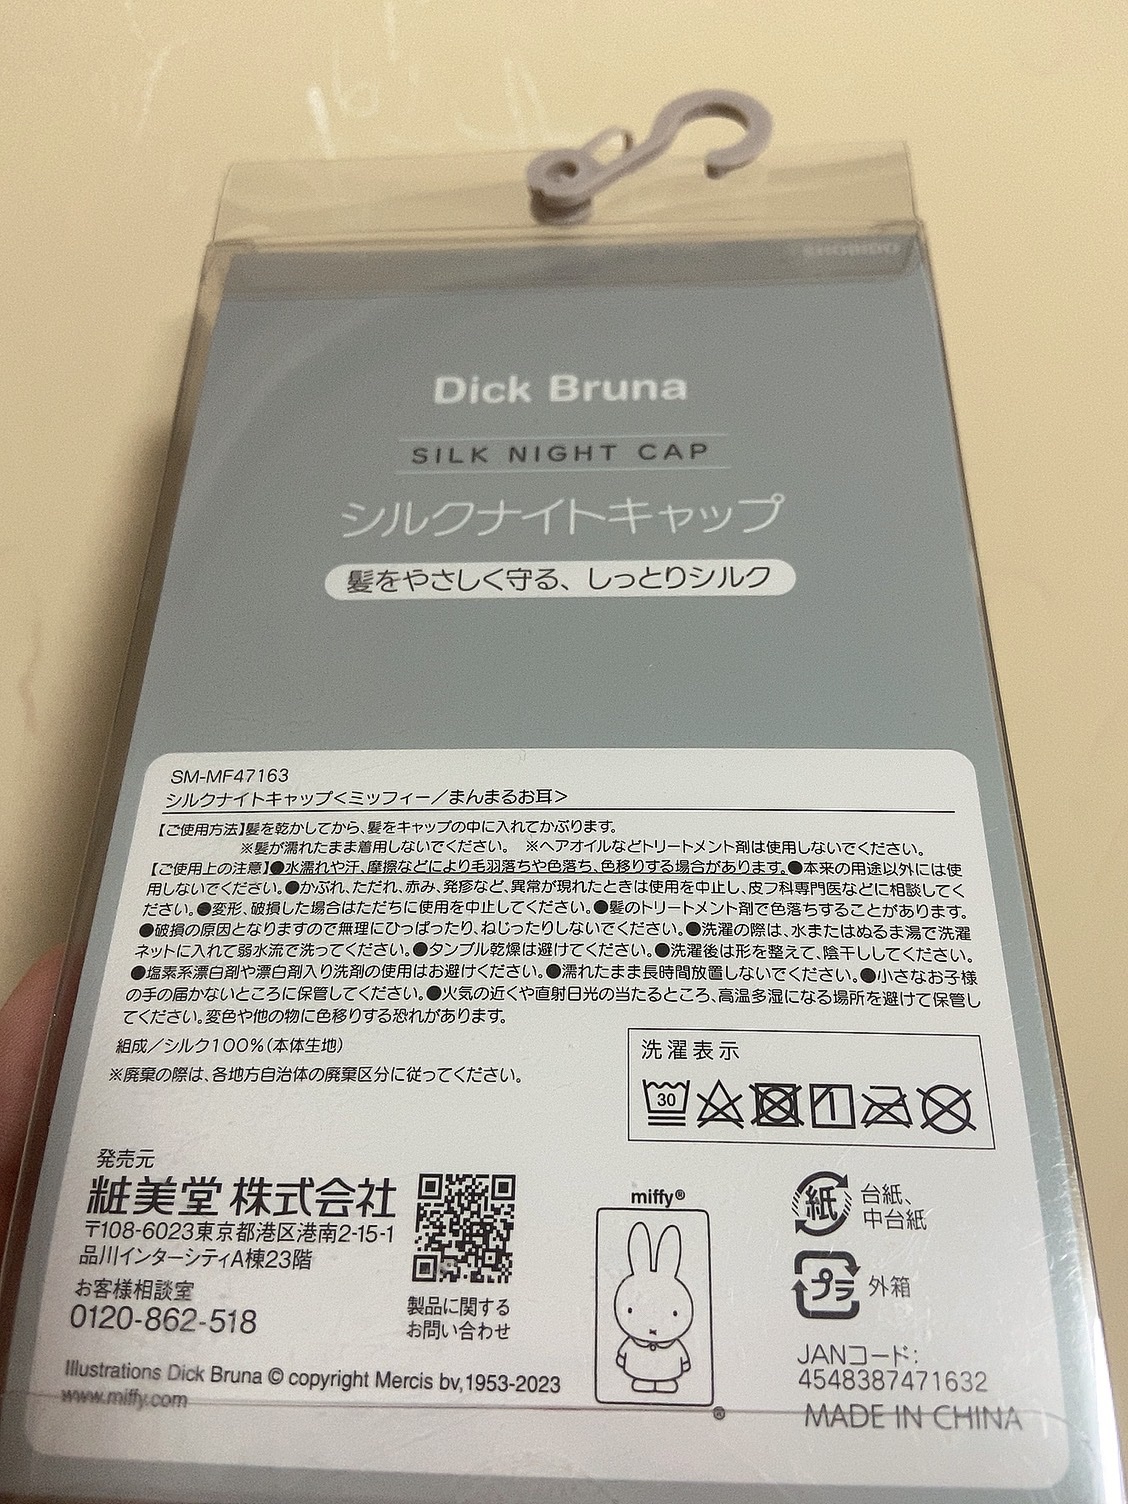 SHOBIDO
Dick Bruna
SILK NIGHT CAP
シルクナイトキャップ
髪をやさしく守る、しっとりシルク
SM-MF47163
シルクナイトキャップ<ミッフィー/まんまるお耳>
【ご使用方法】髪を乾かしてから、髪をキャップの中に入れてかぶります。
※髪が濡れたまま着用しないでください。 ※ヘアオイルなどトリートメント剤は使用しないでください。
【ご使用上の注意】●水濡れや汗、摩擦などにより毛羽落ちや色落ち、色移りする場合があります。●本来の用途以外には使
用しないでください。●かぶれ、ただれ、赤み、発疹など、異常が現れたときは使用を中止し、皮フ科専門医などに相談してく
ださい。●変形、破損した場合はただちに使用を中止してください。●髪のトリートメント剤で色落ちすることがあります。
●破損の原因となりますので無理にひっぱったり、ねじったりしないでください。●洗濯の際は、水またはぬるま湯で洗濯
ネットに入れて弱水流で洗ってください。●タンブル乾燥は避けてください。●洗濯後は形を整えて、陰干ししてください。
●塩素系漂白剤や漂白剤入り洗剤の使用はお避けください。●濡れたまま長時間放置しないでください。●小さなお子様
の手の届かないところに保管してください。●火気の近くや直射日光の当たるところ、高温多湿になる場所を避けて保管し
てください。変色や他の物に色移りする恐れがあります。
組成/シルク100%(本体生地)
※廃棄の際は、各地方自治体の廃棄区分に従ってください。
洗濯表示
30
発売元
粧美堂 株式会社
〒108-6023東京都港区港南2-15-1
品川インターシティA棟23階
お客様相談室
0120-862-518
製品に関する
お問い合わせ
Illustrations Dick Bruna © copyright Mercis bv,1953-2023
www.miffy.com
miffy®
®
紙 台紙、
中台紙
プラ 外箱
JANコード:
4548387471632
MADE IN CHINA